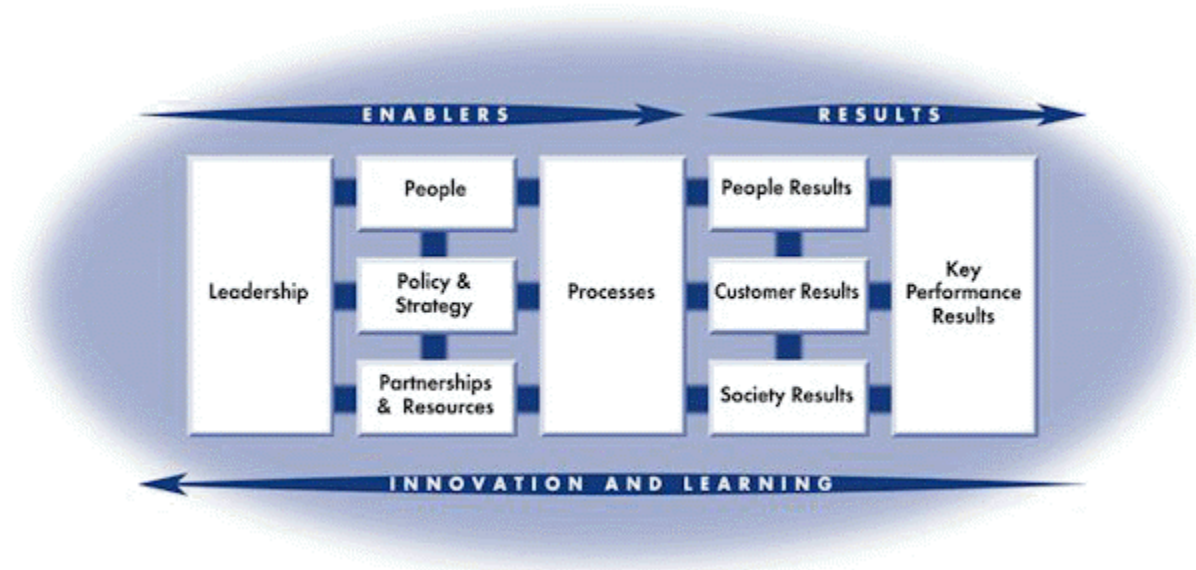 ENABLERS
RESULTS
Leadership
People
Policy &
Strategy
Partnerships
& Resources
Processes
People Results
Customer Results
Society Results
Key
Performance
Results
INNOVATION AND LEARNING